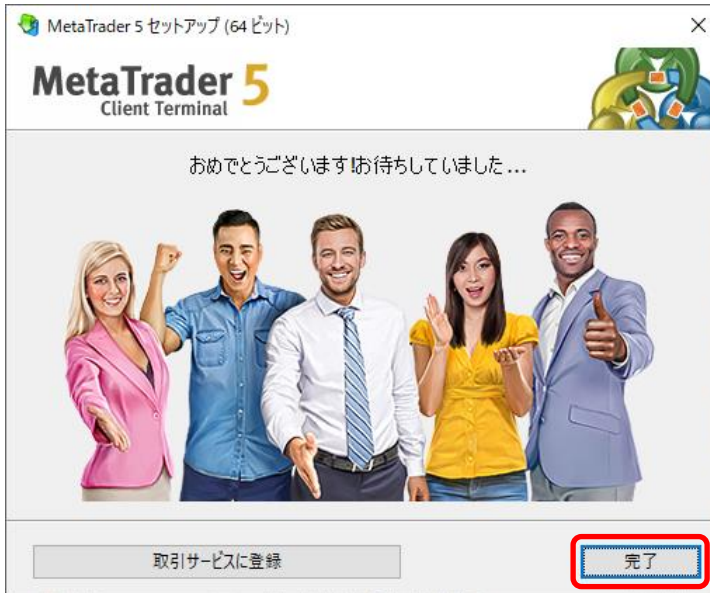 MetaTrader 5 セットアップ (64 ビット)
MetaTrader 5
Client Terminal
おめでとうございます!お待ちしていました...
取引サービスに登録
完了